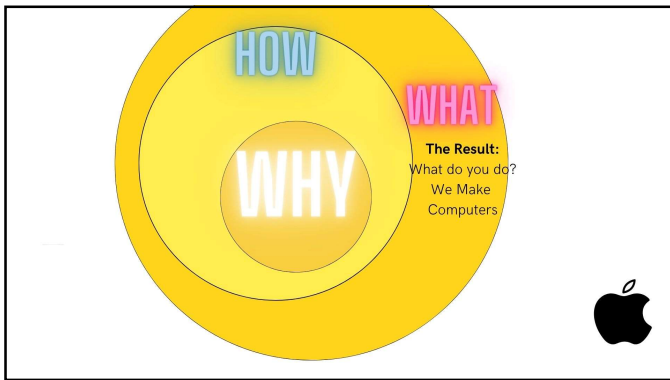 HOW
WHAT
WHY
The Result:
What do you do?
We Make
Computers